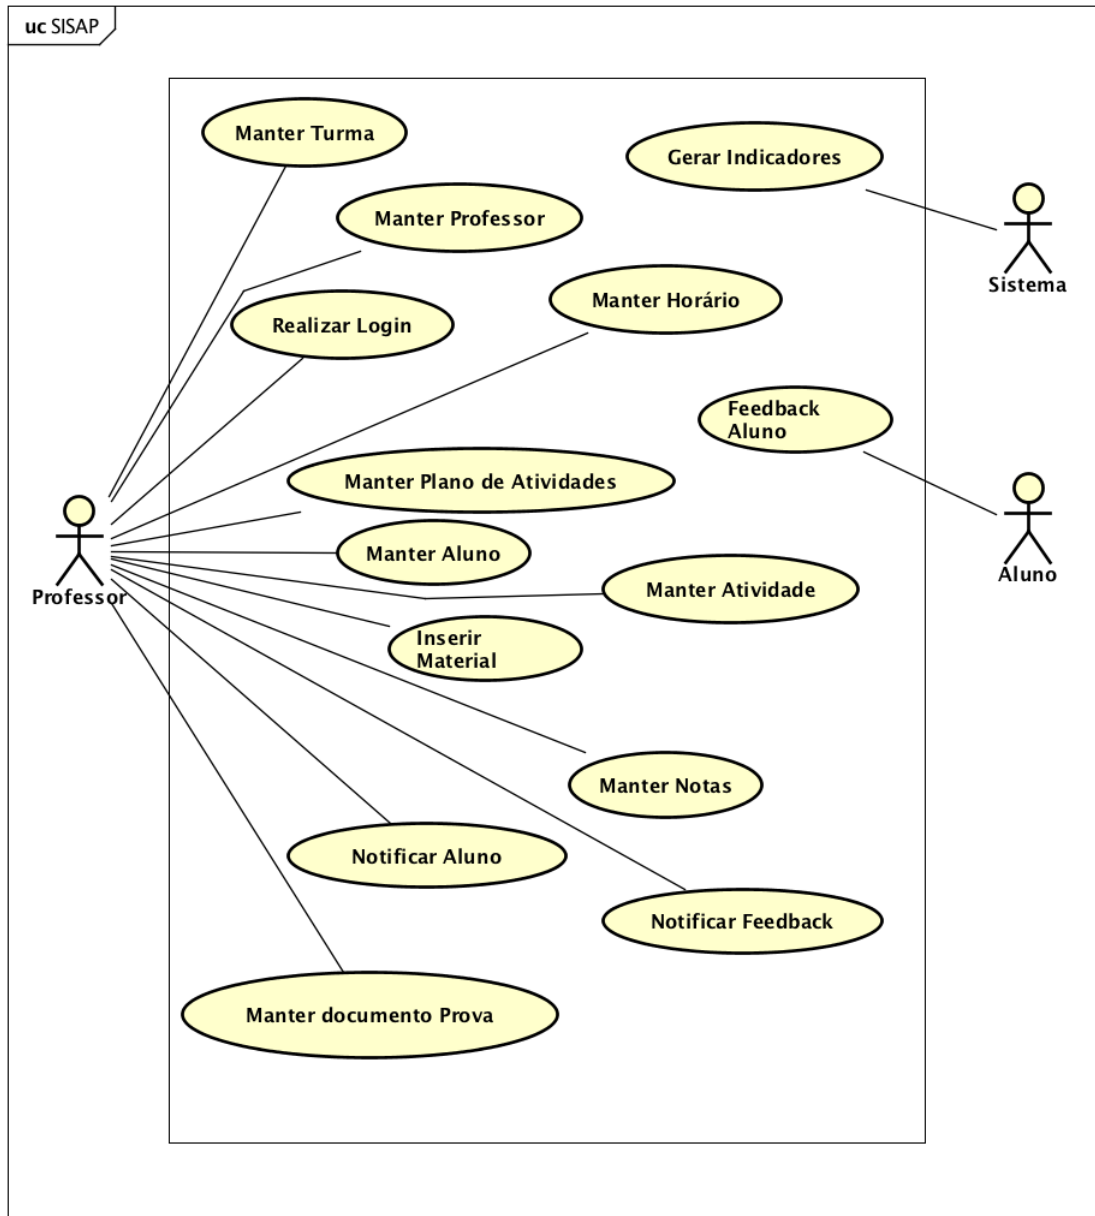 uc SISAP
Manter Turma
Gerar Indicadores
Manter Professor
Sistema
Manter Horário
Realizar Login
Feedback
Aluno
Manter Plano de Atividades
Manter Aluno
Aluno
Manter Atividade
Professor
Inserir
Material
Manter Notas
Notificar Aluno
Notificar Feedback
Manter documento Prova